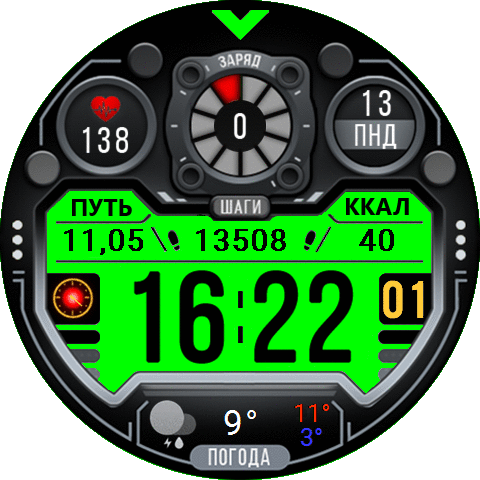 ЗАРЯД
0
138
13
ПНД
ШАГИ
ПУТЬ
ККАЛ
11,05
13508
40
16:22
01
9°
11°
3°
ПОГОДА